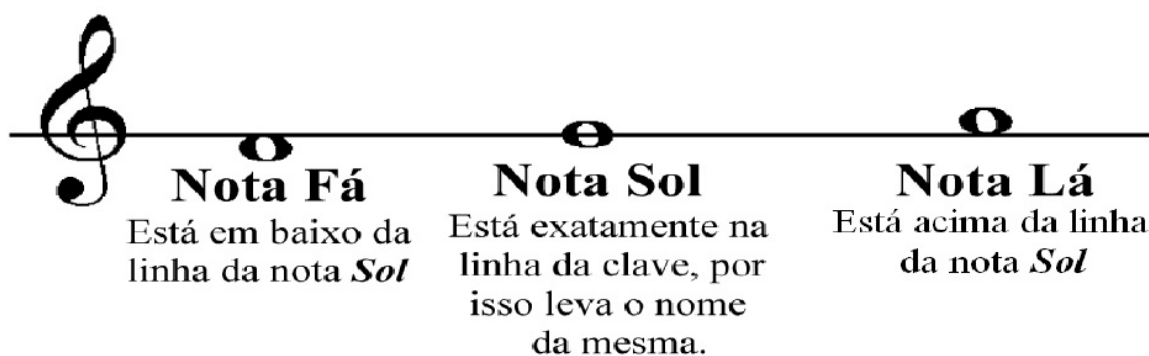 Nota Fá
Está em baixo da
linha da nota Sol
Nota Sol
Está exatamente na
linha da clave, por
isso leva o nome
da mesma.
Nota Lá
Está acima da linha
da nota Sol